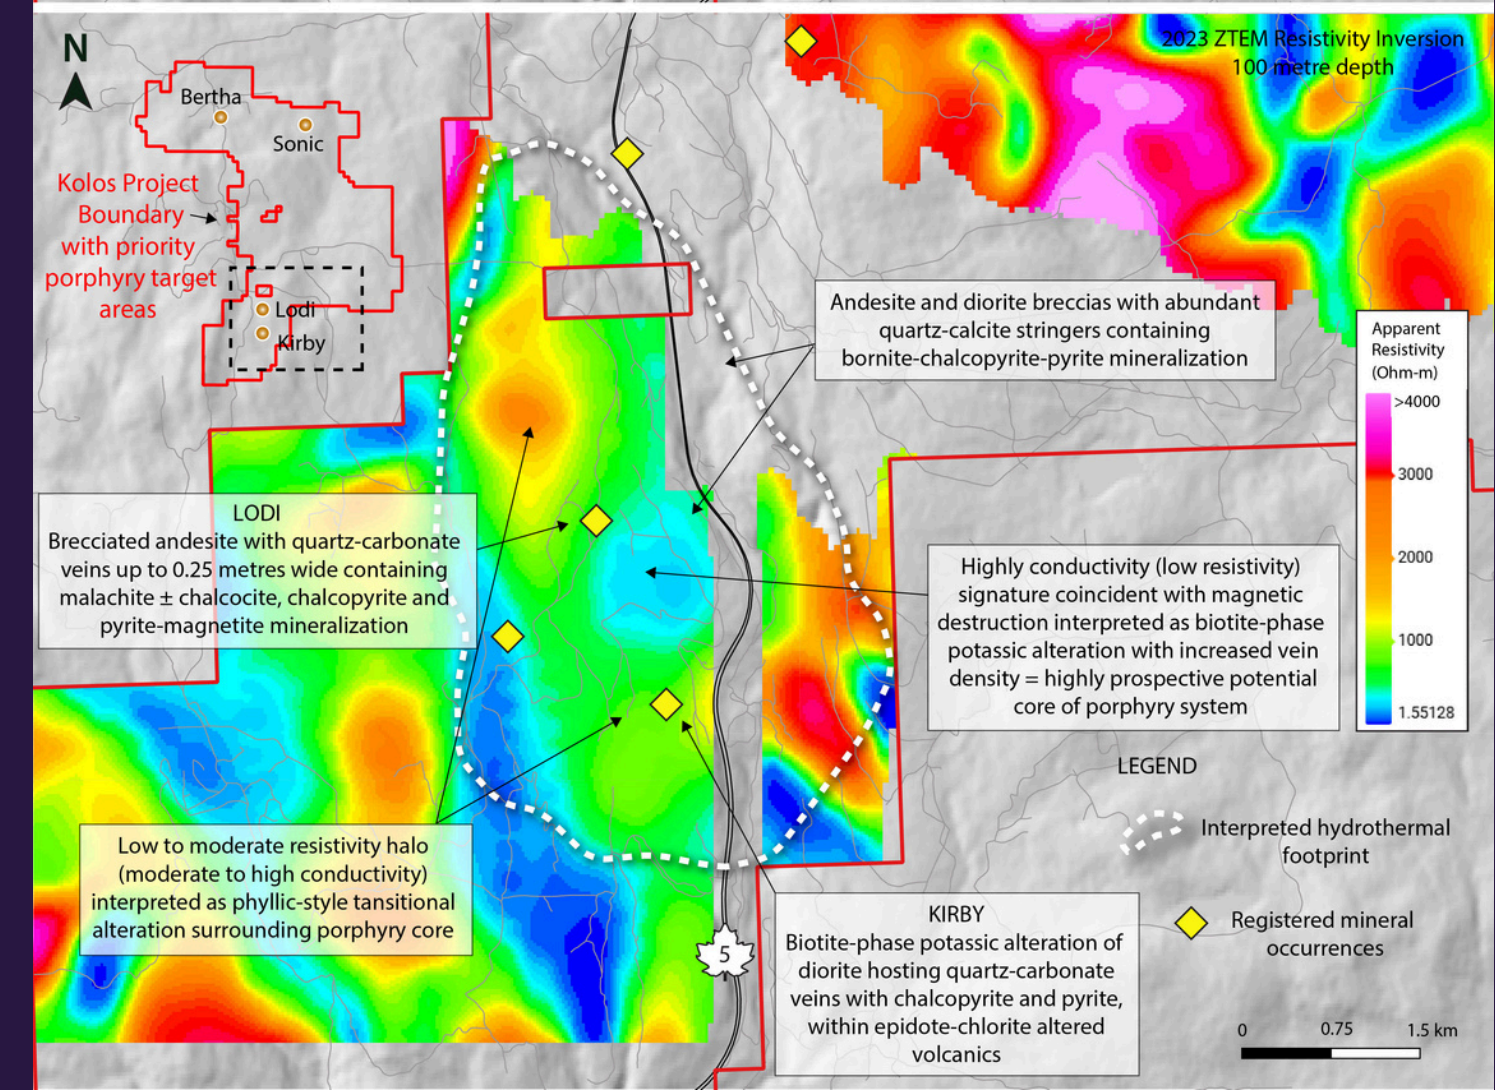 N
Bertha
Sonic
Kolos Project
Boundary
with priority
porphyry target
areas
Lodi
Kirby
2023 ZTEM Resistivity Inversion
100 metre depth
Andesite and diorite breccias with abundant
quartz-calcite stringers containing
bornite-chalcopyrite-pyrite mineralization
Apparent
Resistivity
(Ohm-m)
>4000
3000
2000
1000
1.55128
LODI
Brecciated andesite with quartz-carbonate
veins up to 0.25 metres wide containing
malachite ± chalcocite, chalcopyrite and
pyrite-magnetite mineralization
Highly conductivity (low resistivity)
signature coincident with magnetic
destruction interpreted as biotite-phase
potassic alteration with increased vein
density = highly prospective potential
core of porphyry system
Low to moderate resistivity halo
(moderate to high conductivity)
interpreted as phyllic-style tansitional
alteration surrounding porphyry core
KIRBY
Biotite-phase potassic alteration of
diorite hosting quartz-carbonate
veins with chalcopyrite and pyrite,
within epidote-chlorite altered
volcanics
5
LEGEND
Interpreted hydrothermal
footprint
Registered mineral
occurrences
0 0.75 1.5 km